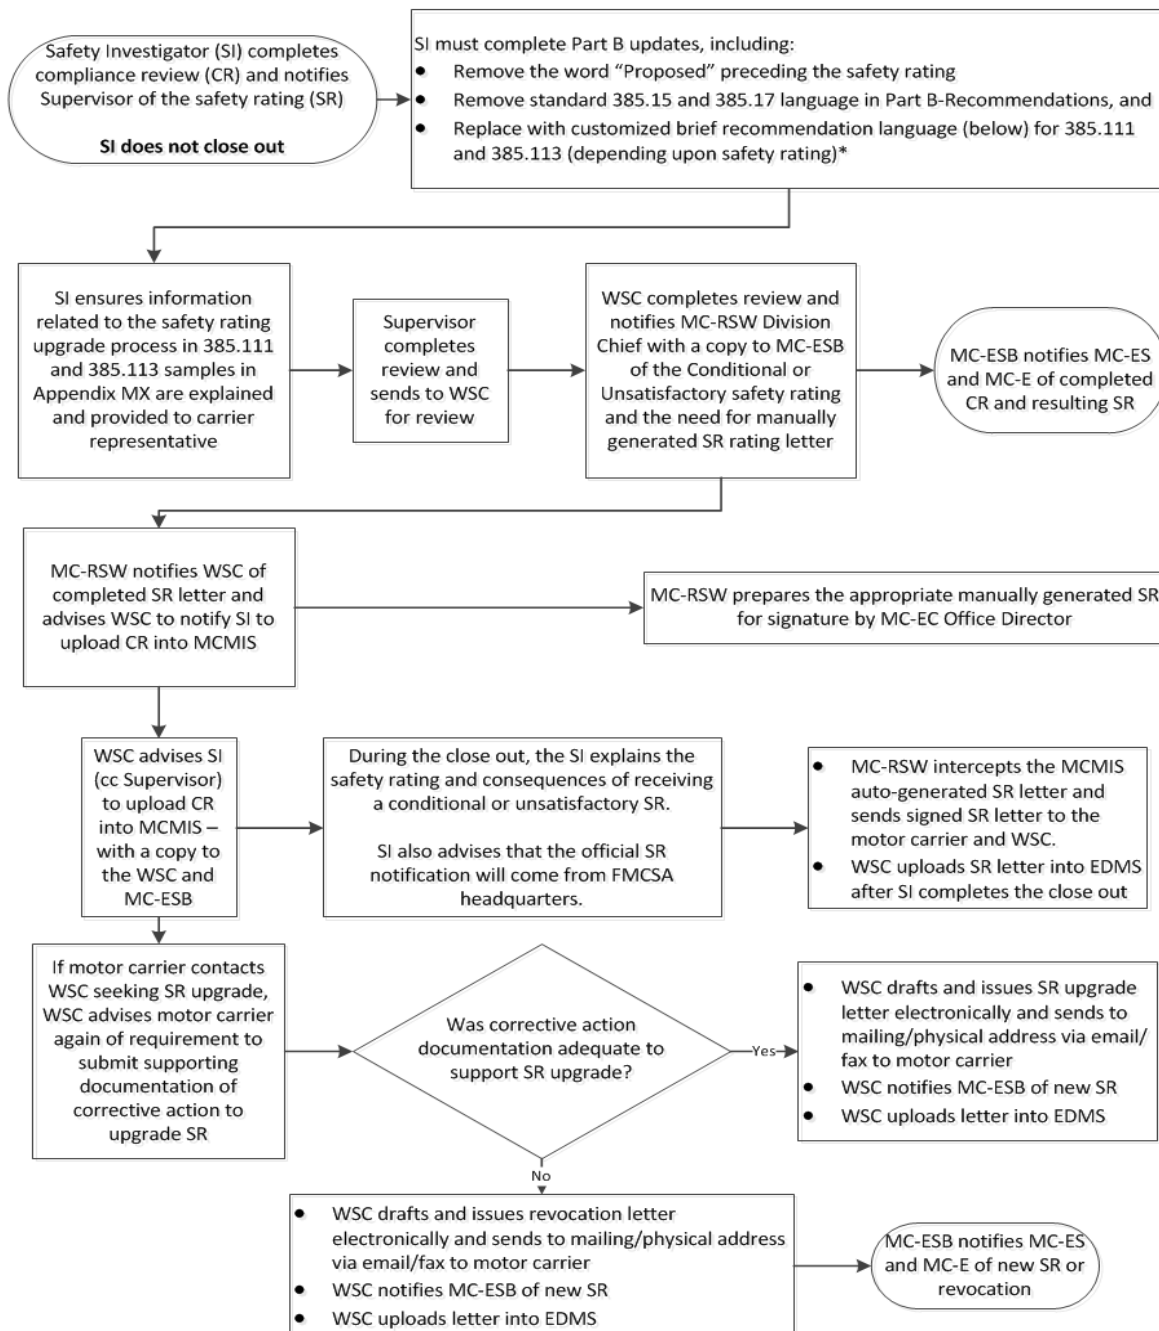 Safety Investigator (SI) completes
compliance review (CR) and notifies
Supervisor of the safety rating (SR)
SI does not close out
SI must complete Part B updates, including:
● Remove the word “Proposed” preceding the safety rating
● Remove standard 385.15 and 385.17 language in Part B-Recommendations, and
● Replace with customized brief recommendation language (below) for 385.111
and 385.113 (depending upon safety rating)*
SI ensures information
related to the safety rating
upgrade process in 385.111
and 385.113 samples in
Appendix MX are explained
and provided to carrier
representative
Supervisor
completes
review and
sends to WSC
for review
WSC completes review and
notifies MC-RSW Division
Chief with a copy to MC-ESB
of the Conditional or
Unsatisfactory safety rating
and the need for manually
generated SR rating letter
MC-ESB notifies MC-ES
and MC-E of completed
CR and resulting SR
MC-RSW notifies WSC of
completed SR letter and
advises WSC to notify SI to
upload CR into MCMIS
MC-RSW prepares the appropriate manually generated SR
for signature by MC-EC Office Director
WSC advises SI
(cc Supervisor)
to upload CR
into MCMIS –
with a copy to
the WSC and
MC-ESB
During the close out, the SI explains the
safety rating and consequences of receiving
a conditional or unsatisfactory SR.
SI also advises that the official SR
notification will come from FMCSA
headquarters.
● MC-RSW intercepts the MCMIS
auto-generated SR letter and
sends signed SR letter to the
motor carrier and WSC.
● WSC uploads SR letter into EDMS
after SI completes the close out
If motor carrier contacts
WSC seeking SR upgrade,
WSC advises motor carrier
again of requirement to
submit supporting
documentation of
corrective action to
upgrade SR
Was corrective action
documentation adequate to
support SR upgrade?
Yes
● WSC drafts and issues SR upgrade
letter electronically and sends to
mailing/physical address via email/
fax to motor carrier
● WSC notifies MC-ESB of new SR
● WSC uploads letter into EDMS
No
● WSC drafts and issues revocation letter
electronically and sends to mailing/physical address
via email/fax to motor carrier
● WSC notifies MC-ESB of new SR
● WSC uploads letter into EDMS
MC-ESB notifies MC-ES
and MC-E of new SR or
revocation